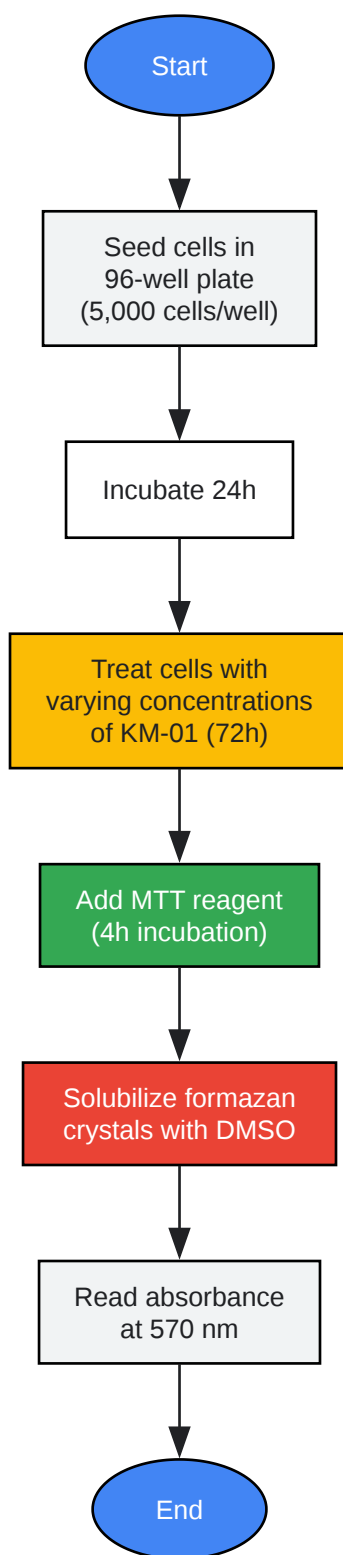 Start
Seed cells in
96-well plate
(5,000 cells/well)
Incubate 24h
Treat cells with
varying concentrations
of KM-01 (72h)
Add MTT reagent
(4h incubation)
Solubilize formazan
crystals with DMSO
Read absorbance
at 570 nm
End